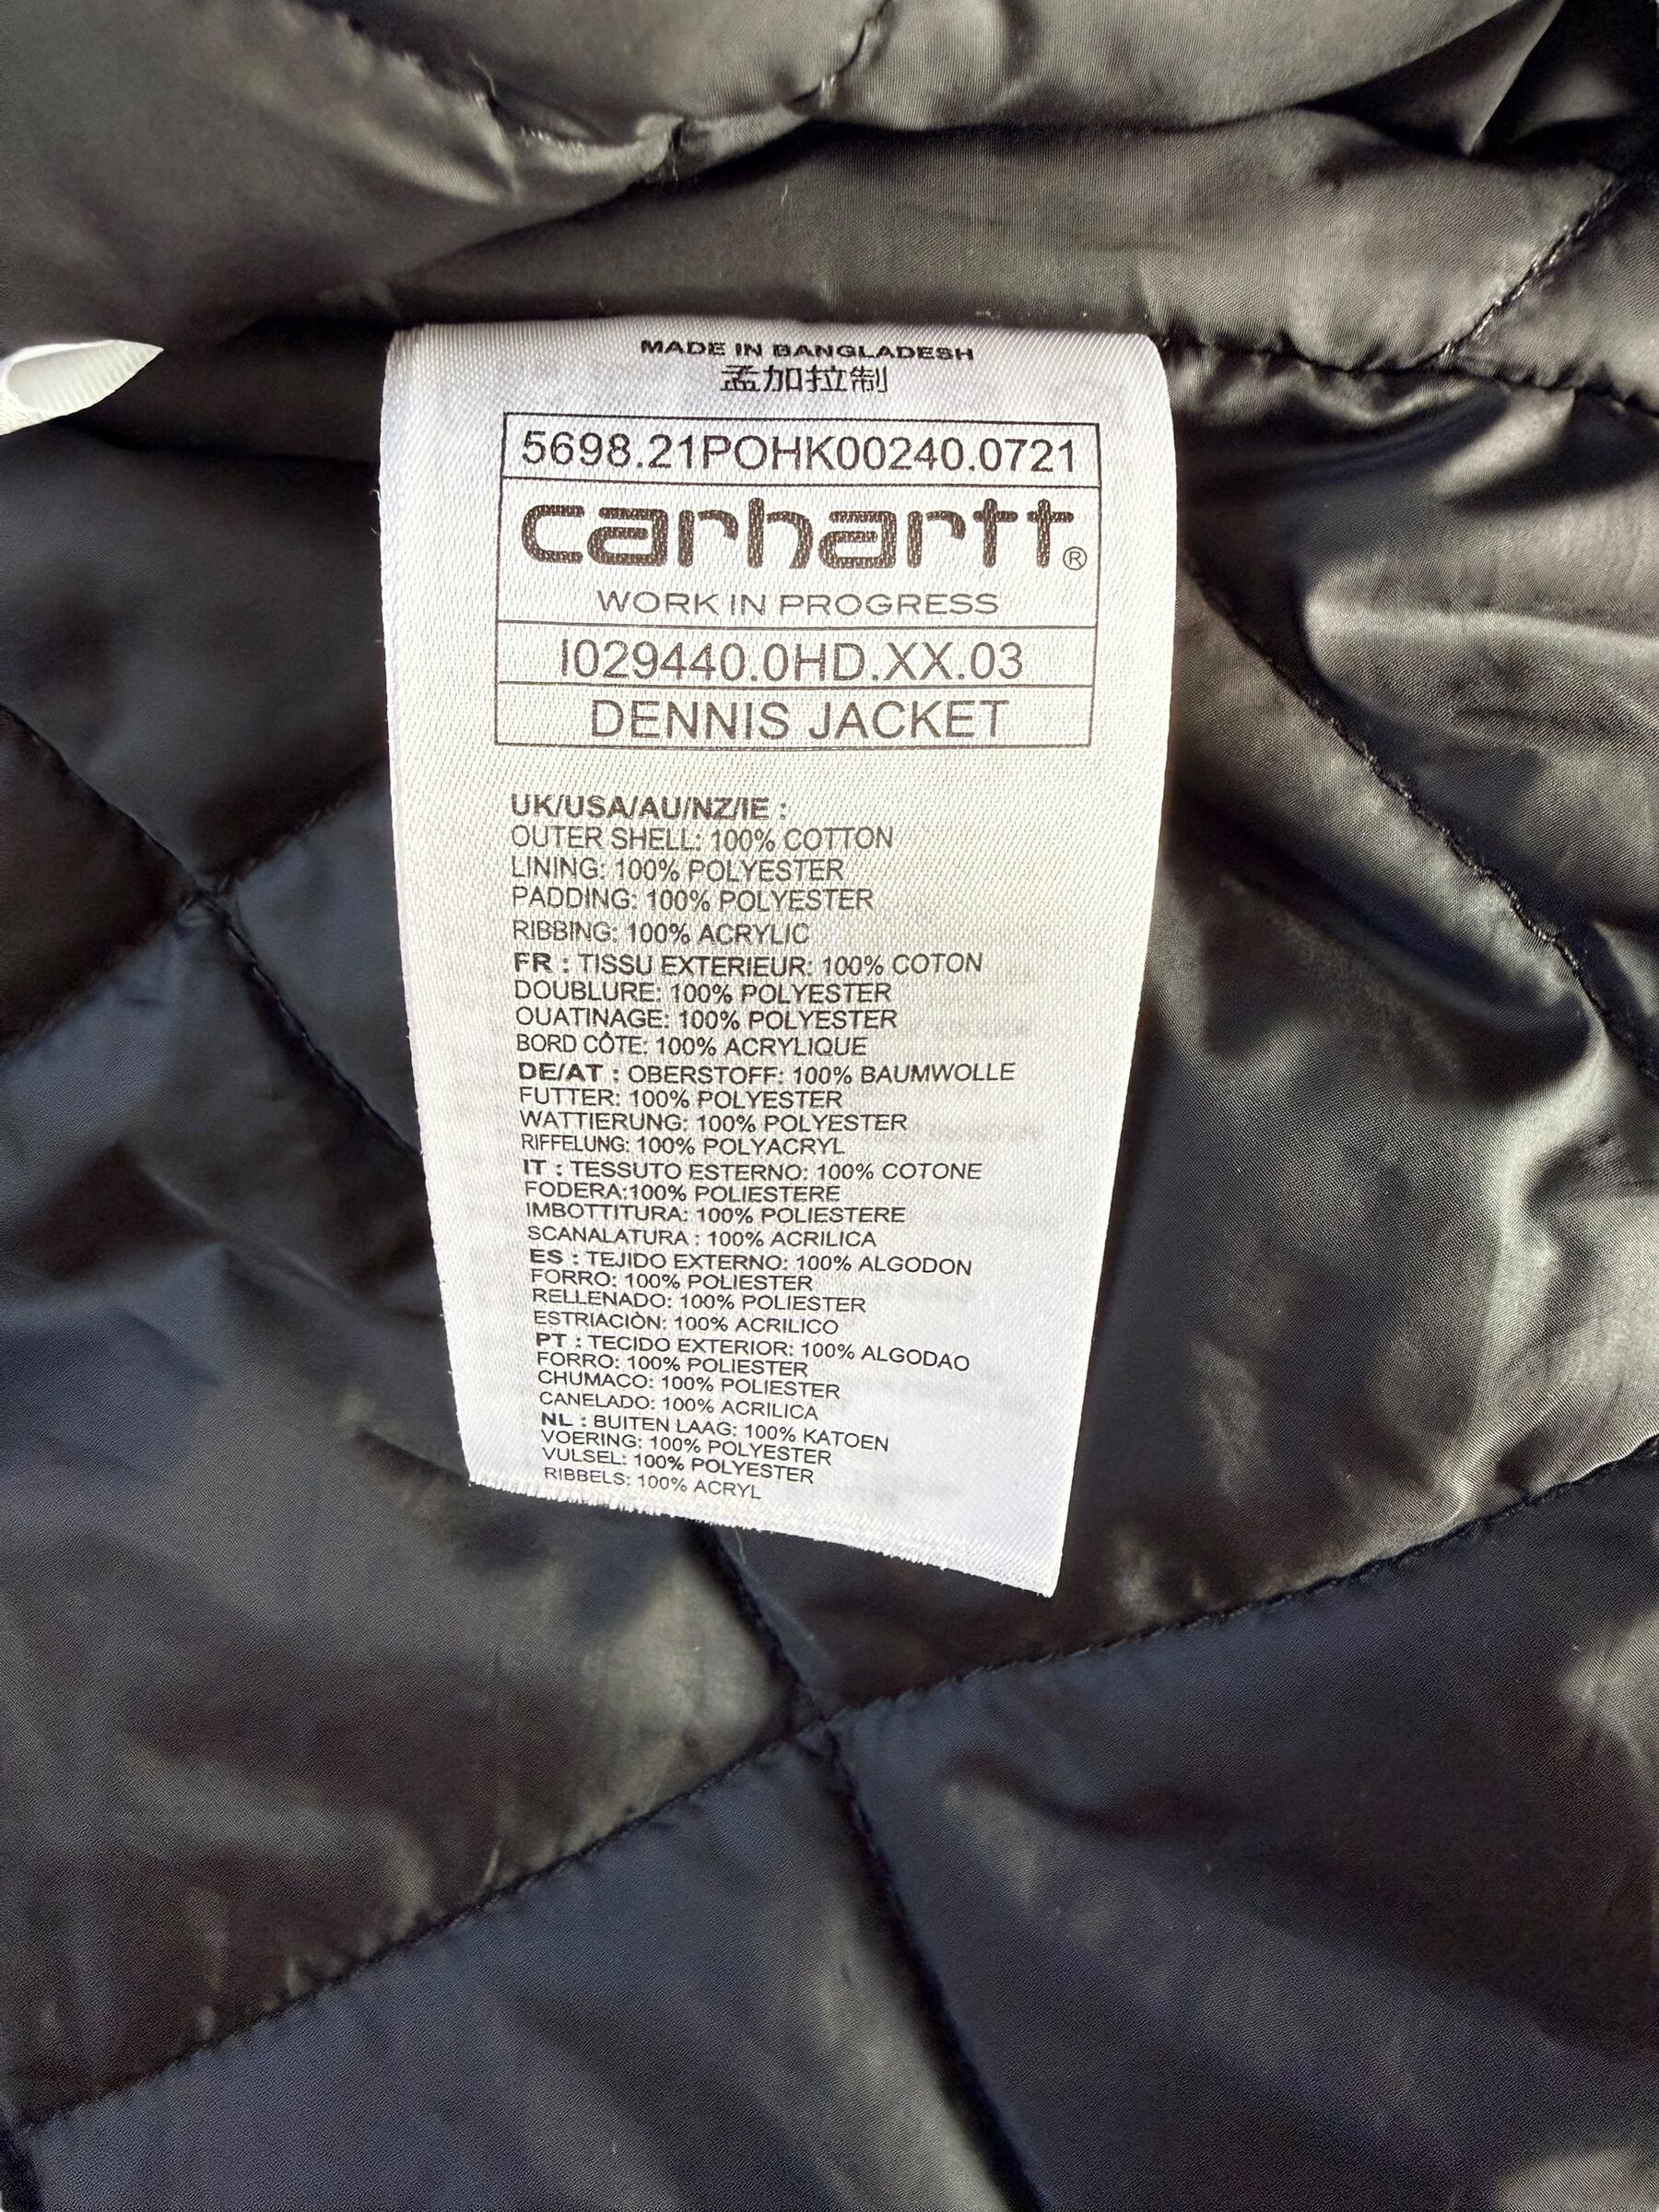 MADE IN BANGLADESH
孟加拉制
5698.21POHK00240.0721
carhartt®
WORK IN PROGRESS
I029440.0HD.XX.03
DENNIS JACKET
UK/USA/AU/NZ/IE :
OUTER SHELL: 100% COTTON
LINING: 100% POLYESTER
PADDING: 100% POLYESTER
RIBBING: 100% ACRYLIC
FR : TISSU EXTERIEUR: 100% COTON
DOUBLURE: 100% POLYESTER
OUATINAGE: 100% POLYESTER
BORD CÔTE: 100% ACRYLIQUE
DE/AT : OBERSTOFF: 100% BAUMWOLLE
FUTTER: 100% POLYESTER
WATTIERUNG: 100% POLYESTER
RIFFELUNG: 100% POLYACRYL
IT : TESSUTO ESTERNO: 100% COTONE
FODERA:100% POLIESTERE
IMBOTTITURA: 100% POLIESTERE
SCANALATURA : 100% ACRILICA
ES : TEJIDO EXTERNO: 100% ALGODON
FORRO: 100% POLIESTER
RELLENADO: 100% POLIESTER
ESTRIACIÒN: 100% ACRILICO
PT : TECIDO EXTERIOR: 100% ALGODAO
FORRO: 100% POLIESTER
CHUMACO: 100% POLIESTER
CANELADO: 100% ACRILICA
NL : BUITEN LAAG: 100% KATOEN
VOERING: 100% POLYESTER
VULSEL: 100% POLYESTER
RIBBELS: 100% ACRYL